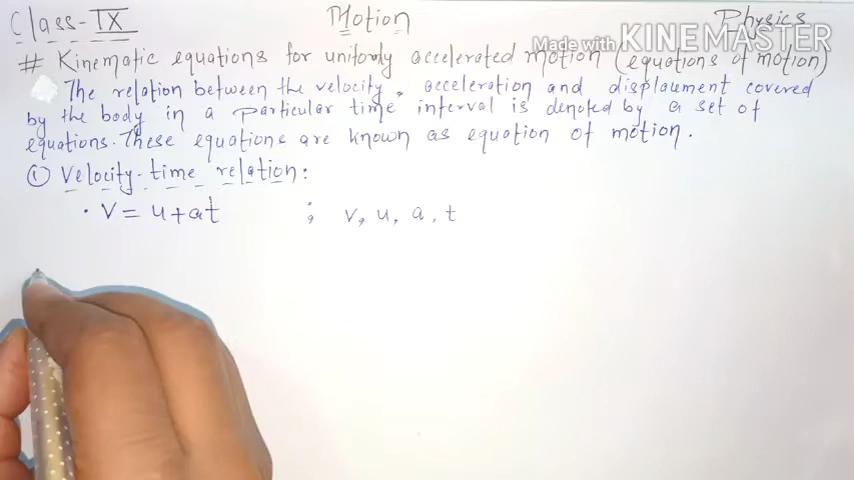 Class-IX Motion Physics
Made with KINEMASTER
# Kinematic equations for uniformly accelerated motion (equations of motion)
The relation between the velocity, acceleration and displacement covered
by the body in a particular time interval is denoted by a set of
equations. These equations are known as equation of motion.
① Velocity-time relation:
• v = u + at ; v, u, a, t